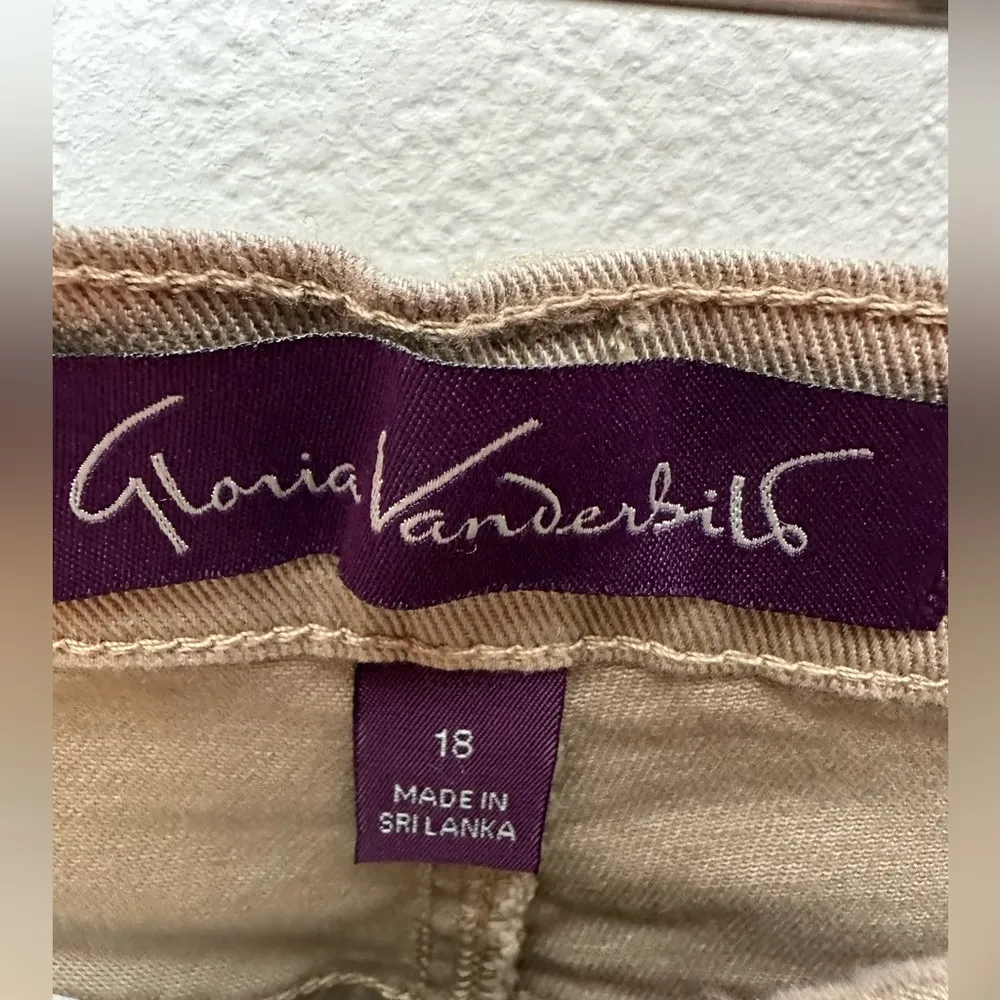 Gloria Vanderbilt
18
MADE IN
SRI LANKA